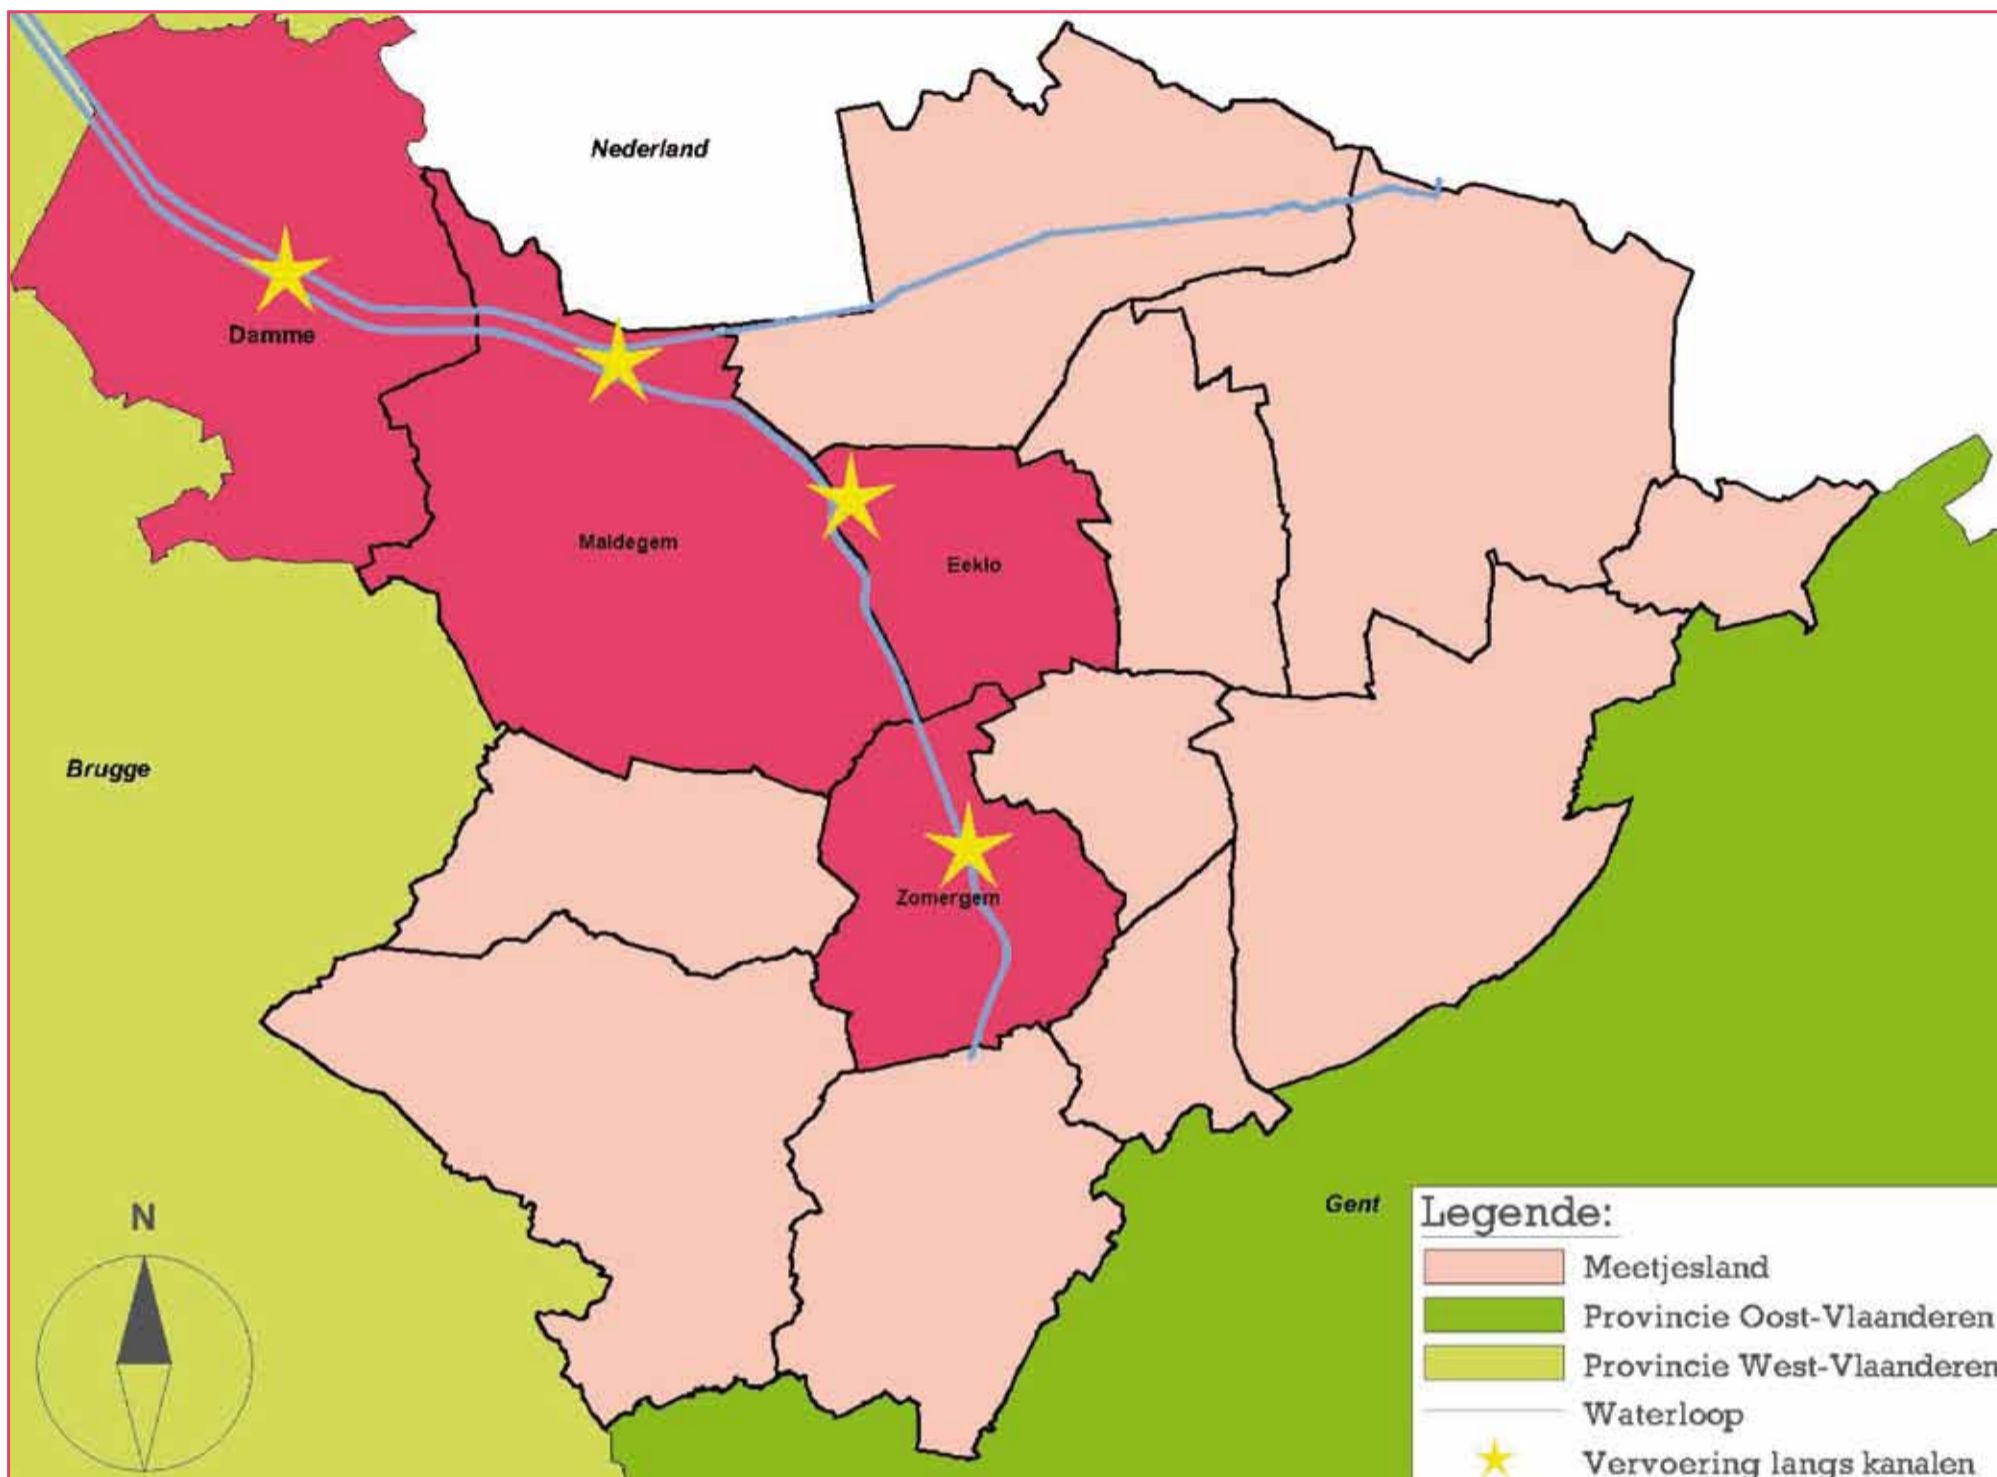 Nederland
Damme
Maldegem
Eeklo
Brugge
Zomergem
N
Gent
Legende:
Meetjesland
Provincie Oost-Vlaanderen
Provincie West-Vlaanderen
Waterloop
Vervoering langs kanalen